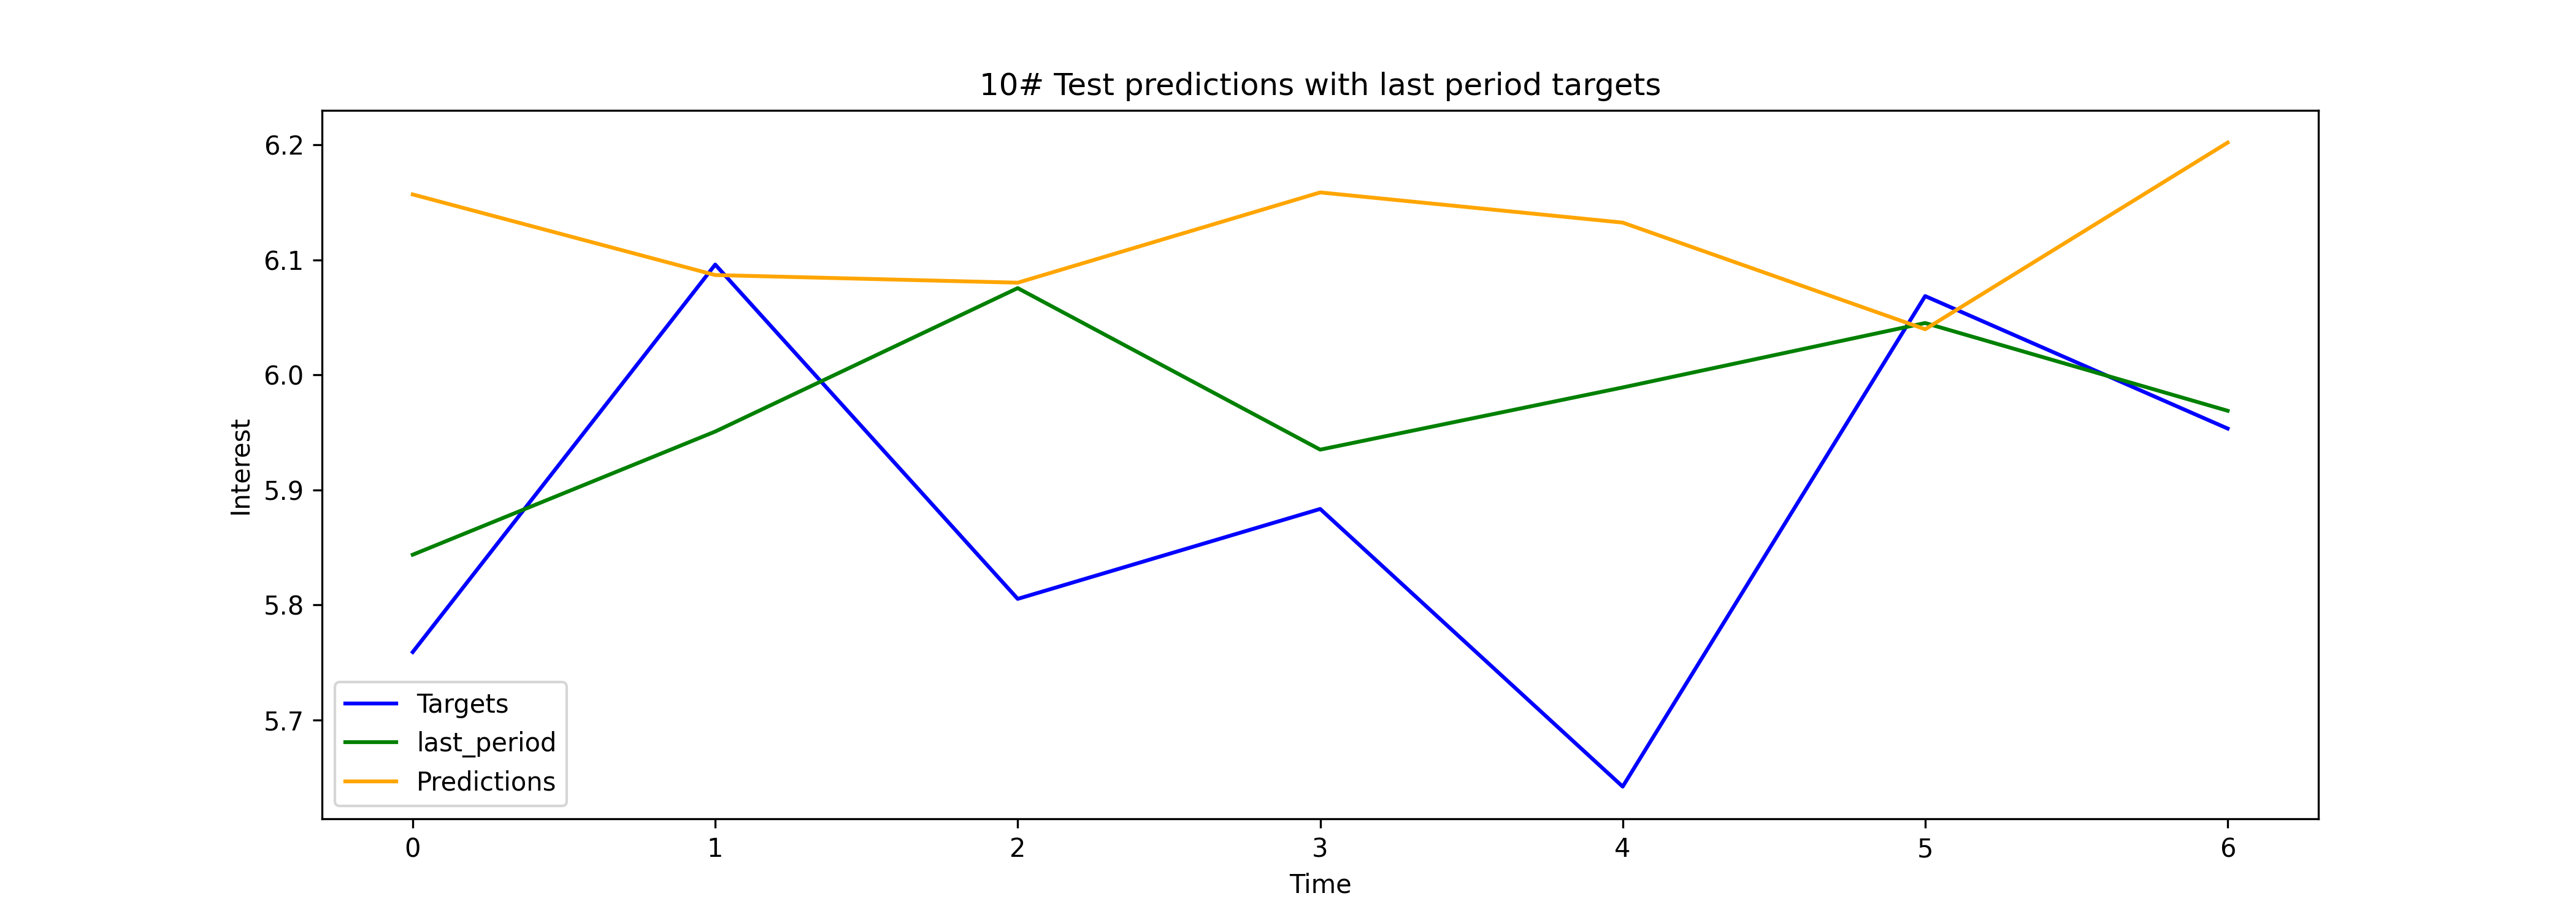 10# Test predictions with last period targets
6.2
6.1
6.0
5.9
5.8
5.7
Interest
Targets
last_period
Predictions
0 1 2 3 4 5 6
Time